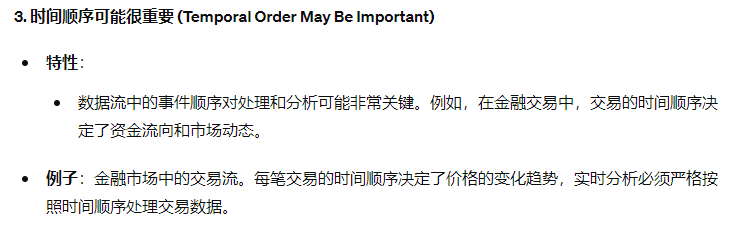 3. 时间顺序可能很重要 (Temporal Order May Be Important)
特性：
数据流中的事件顺序对处理和分析可能非常关键。例如，在金融交易中，交易的时间顺序决
定了资金流向和市场动态。
例子：金融市场中的交易流。每笔交易的时间顺序决定了价格的变化趋势，实时分析必须严格按
照时间顺序处理交易数据。